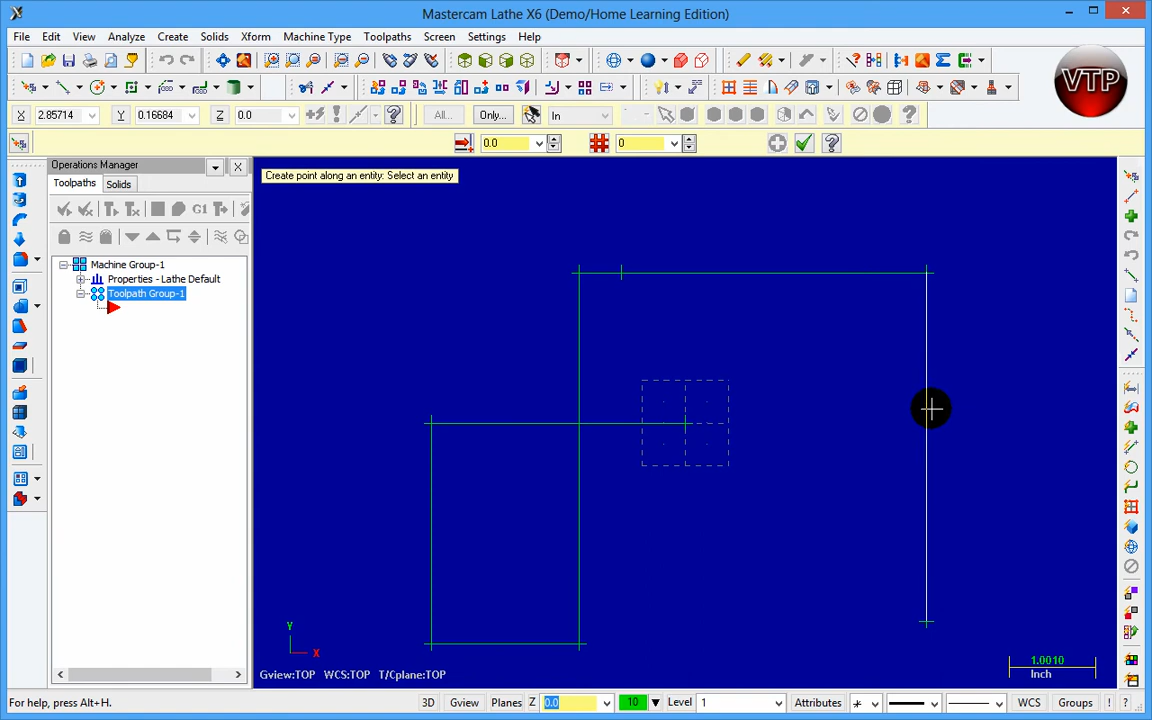 Mastercam Lathe X6 (Demo/Home Learning Edition)
File Edit View Analyze Create Solids Xform Machine Type Toolpaths Screen Settings Help
VTP
X 2.85714 Y 0.16684 Z 0.0 All... Only... In
0.0 0
Operations Manager
Create point along an entity: Select an entity
Toolpaths Solids
G1
Machine Group-1
Properties - Lathe Default
Toolpath Group-1
Y
X
1.0010
Inch
Gview:TOP WCS:TOP T/Cplane:TOP
For help, press Alt+H. 3D Gview Planes Z 0.0 10 Level 1 Attributes WCS Groups ! ?